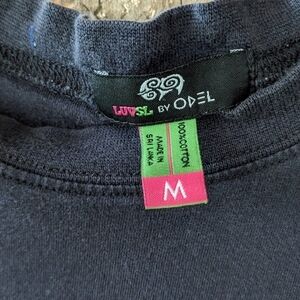 LUVSL BY ODEL
MADE IN
SRI LANKA
100%COTTON
M